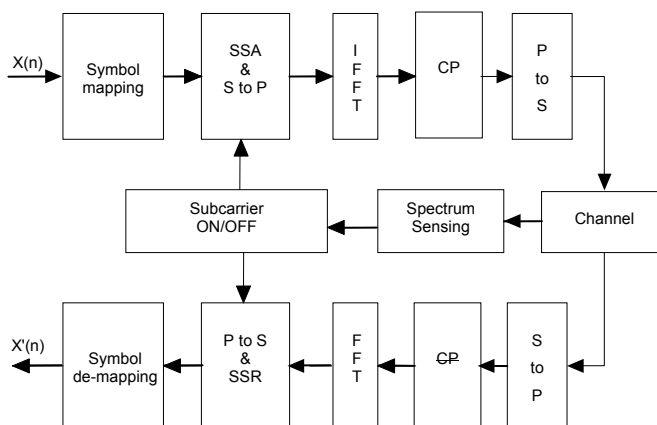 X(n)
Symbol
mapping
SSA
&
S to P
I
F
F
T
CP
P
to
S
Subcarrier
ON/OFF
Spectrum
Sensing
Channel
X'(n)
Symbol
de-mapping
P to S
&
SSR
F
F
T
CP
S
to
P